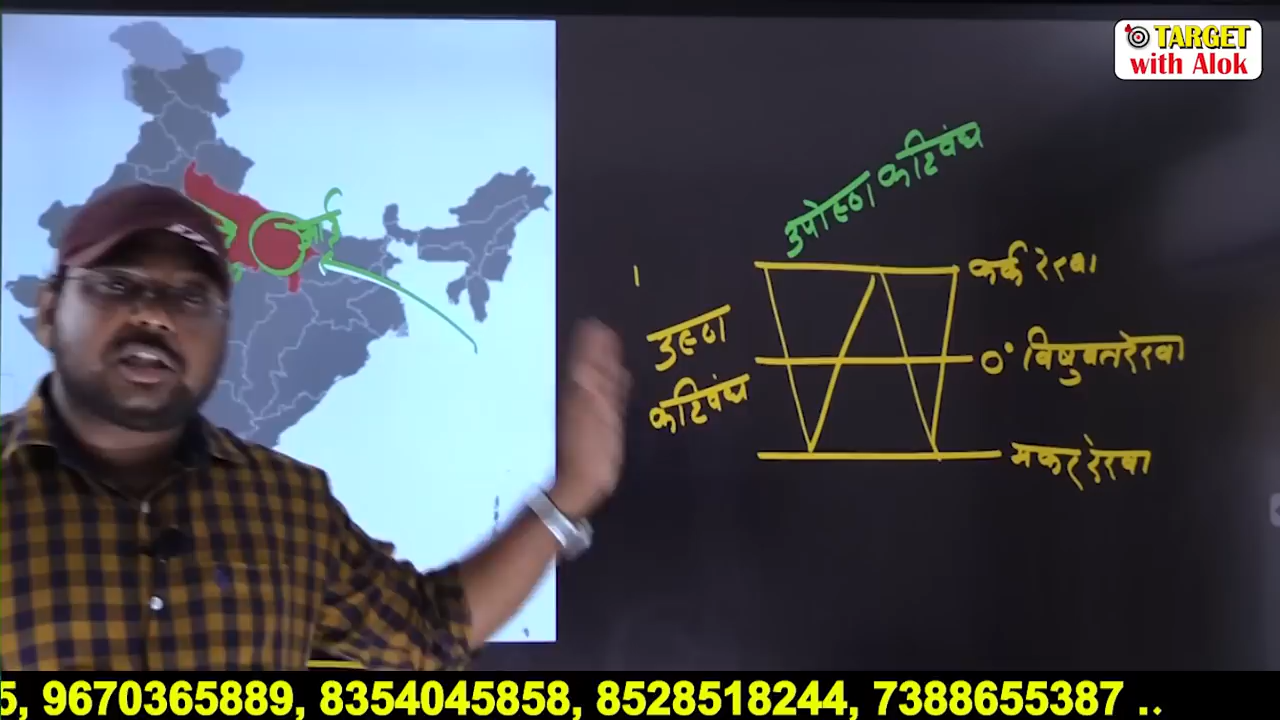 TARGET
with Alok
उपोष्ण कटिबंध
कर्क रेखा
उष्ण
कटिबंध
0° विषुवत रेखा
मकर रेखा
5, 9670365889, 8354045858, 8528518244, 7388655387 ..